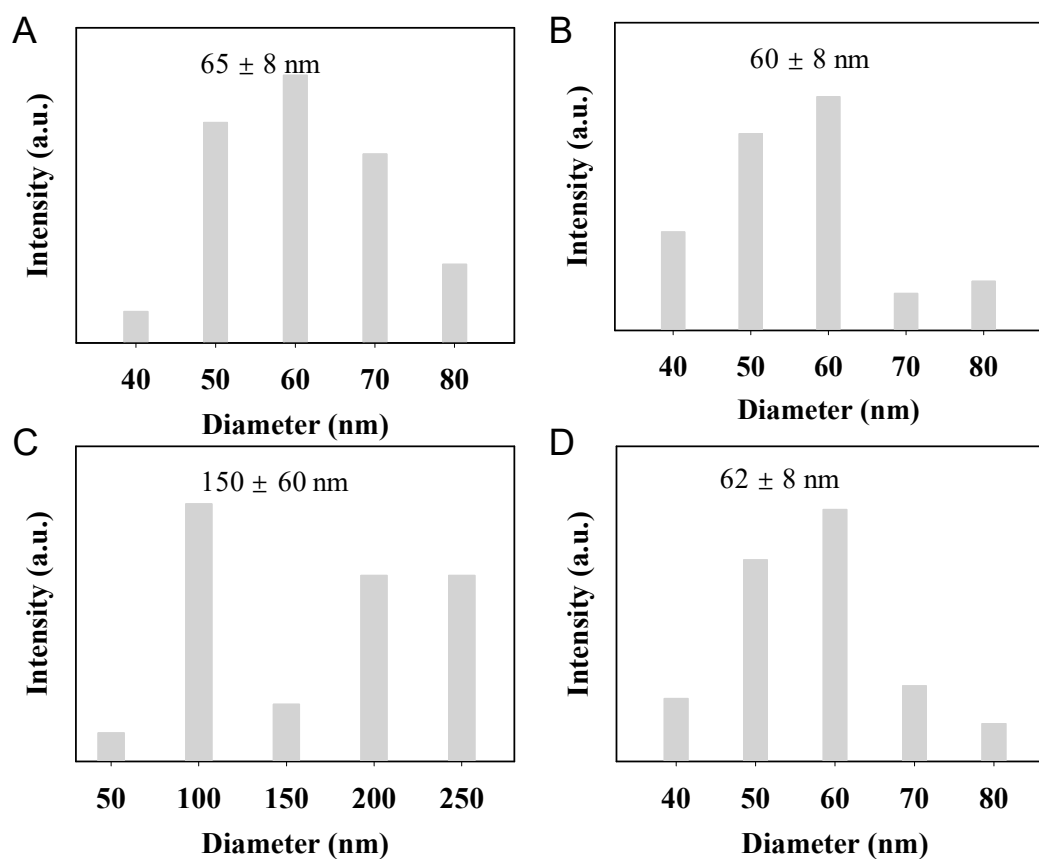 A
65 ± 8 nm
Intensity (a.u.)
40 50 60 70 80
Diameter (nm)
B
60 ± 8 nm
Intensity (a.u.)
40 50 60 70 80
Diameter (nm)
C
150 ± 60 nm
Intensity (a.u.)
50 100 150 200 250
Diameter (nm)
D
62 ± 8 nm
Intensity (a.u.)
40 50 60 70 80
Diameter (nm)